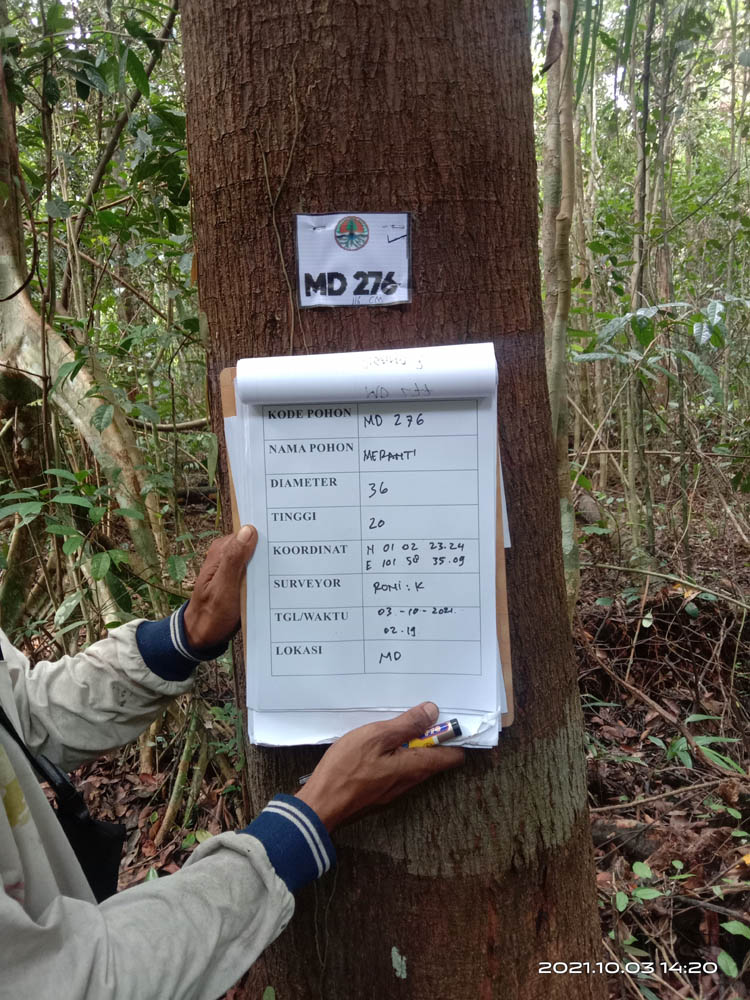 MD 276
116 CM
KODE POHON MD 276
NAMA POHON MERANTI
DIAMETER 36
TINGGI 20
KOORDINAT N 01 02 23.24
E 101 58 35.09
SURVEYOR RONI : K
TGL/WAKTU 03 - 10 - 2021.
02.19
LOKASI MD
2021.10.03 14:20